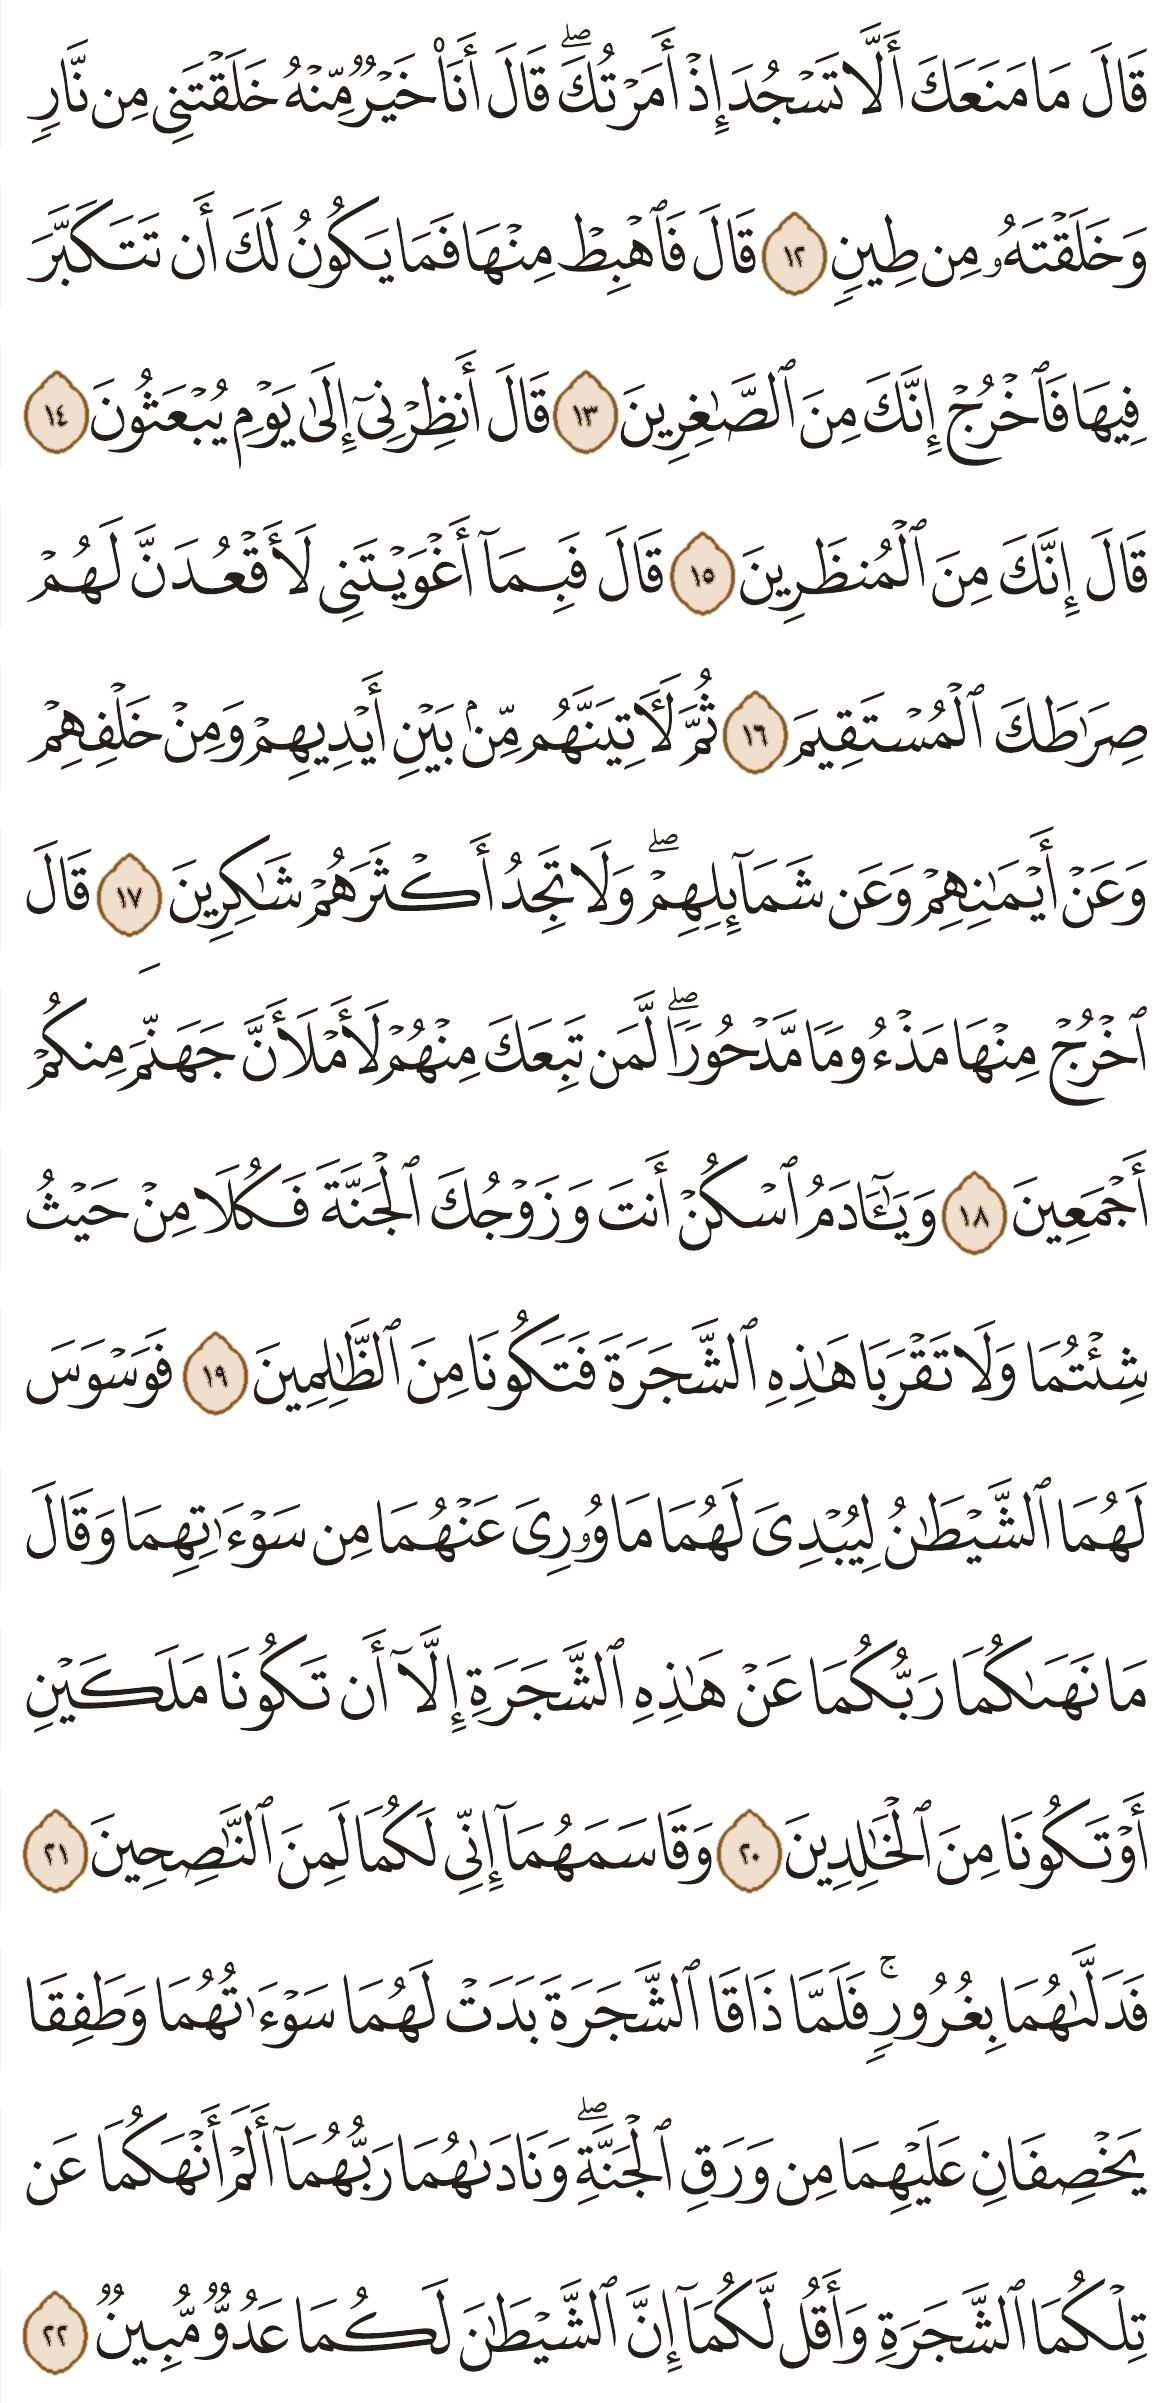 قَالَ مَا مَنَعَكَ أَلَّا تَسْجُدَ إِذْ أَمَرْتُكَ ۖ قَالَ أَنَا۠ خَيْرٌ مِّنْهُ خَلَقْتَنِى مِن نَّارٍ
وَخَلَقْتَهُۥ مِن طِينٍ ١٢ قَالَ فَٱهْبِطْ مِنْهَا فَمَا يَكُونُ لَكَ أَن تَتَكَبَّرَ
فِيهَا فَٱخْرُجْ إِنَّكَ مِنَ ٱلصَّٰغِرِينَ ١٣ قَالَ أَنظِرْنِىٓ إِلَىٰ يَوْمِ يُبْعَثُونَ ١٤
قَالَ إِنَّكَ مِنَ ٱلْمُنظَرِينَ ١٥ قَالَ فَبِمَآ أَغْوَيْتَنِى لَأَقْعُدَنَّ لَهُمْ
صِرَٰطَكَ ٱلْمُسْتَقِيمَ ١٦ ثُمَّ لَـَٔاتِيَنَّهُم مِّنۢ بَيْنِ أَيْدِيهِمْ وَمِنْ خَلْفِهِمْ
وَعَنْ أَيْمَٰنِهِمْ وَعَن شَمَآئِلِهِمْ ۖ وَلَا تَجِدُ أَكْثَرَهُمْ شَٰكِرِينَ ١٧ قَالَ
ٱخْرُجْ مِنْهَا مَذْءُومًا مَّدْحُورًا ۖ لَّمَن تَبِعَكَ مِنْهُمْ لَأَمْلَأَنَّ جَهَنَّمَ مِنكُمْ
أَجْمَعِينَ ١٨ وَيَٰٓـَٔادَمُ ٱسْكُنْ أَنتَ وَزَوْجُكَ ٱلْجَنَّةَ فَكُلَا مِنْ حَيْثُ
شِئْتُمَا وَلَا تَقْرَبَا هَٰذِهِ ٱلشَّجَرَةَ فَتَكُونَا مِنَ ٱلظَّٰلِمِينَ ١٩ فَوَسْوَسَ
لَهُمَا ٱلشَّيْطَٰنُ لِيُبْدِىَ لَهُمَا مَا وُۥرِىَ عَنْهُمَا مِن سَوْءَٰتِهِمَا وَقَالَ
مَا نَهَىٰكُمَا رَبُّكُمَا عَنْ هَٰذِهِ ٱلشَّجَرَةِ إِلَّآ أَن تَكُونَا مَلَكَيْنِ
أَوْ تَكُونَا مِنَ ٱلْخَٰلِدِينَ ٢٠ وَقَاسَمَهُمَآ إِنِّى لَكُمَا لَمِنَ ٱلنَّٰصِحِينَ ٢١
فَدَلَّىٰهُمَا بِغُرُورٍ ۚ فَلَمَّا ذَاقَا ٱلشَّجَرَةَ بَدَتْ لَهُمَا سَوْءَٰتُهُمَا وَطَفِقَا
يَخْصِفَانِ عَلَيْهِمَا مِن وَرَقِ ٱلْجَنَّةِ ۖ وَنَادَىٰهُمَا رَبُّهُمَآ أَلَمْ أَنْهَكُمَا عَن
تِلْكُمَا ٱلشَّجَرَةِ وَأَقُل لَّكُمَآ إِنَّ ٱلشَّيْطَٰنَ لَكُمَا عَدُوٌّ مُّبِينٌ ٢٢